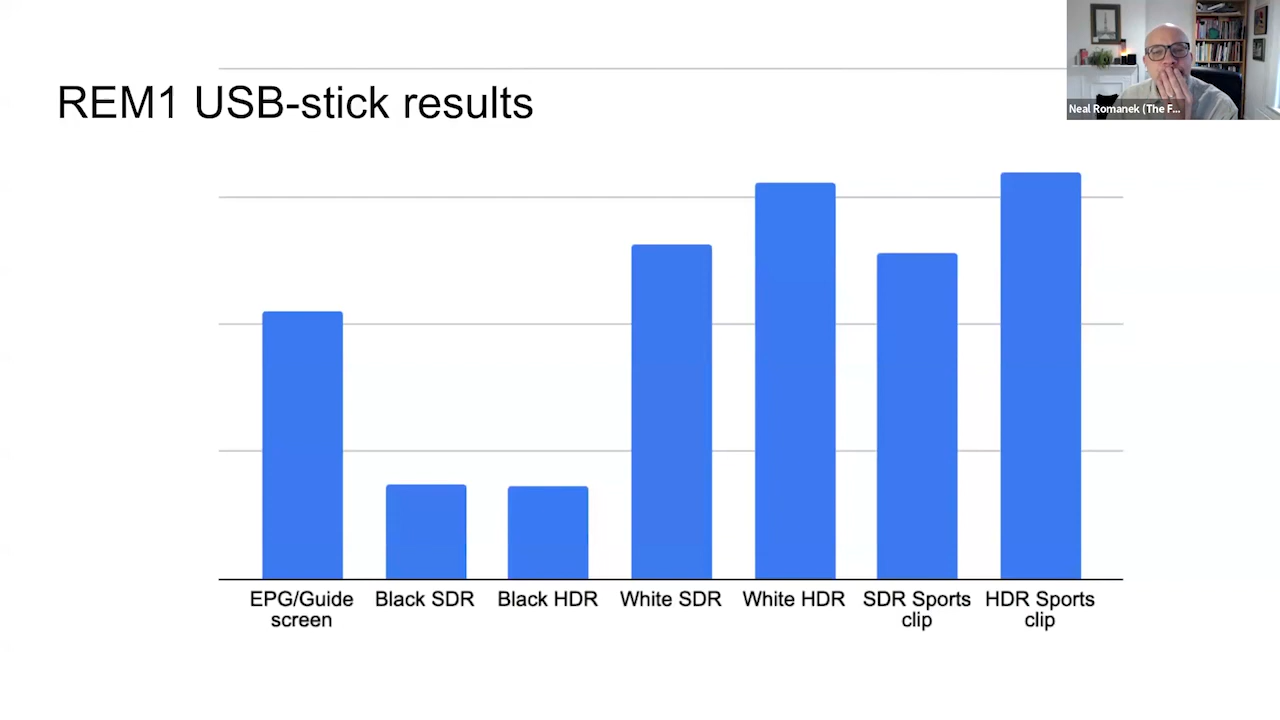 REM1 USB-stick results
Neal Romanek (The F...
EPG/Guide screen
Black SDR
Black HDR
White SDR
White HDR
SDR Sports clip
HDR Sports clip